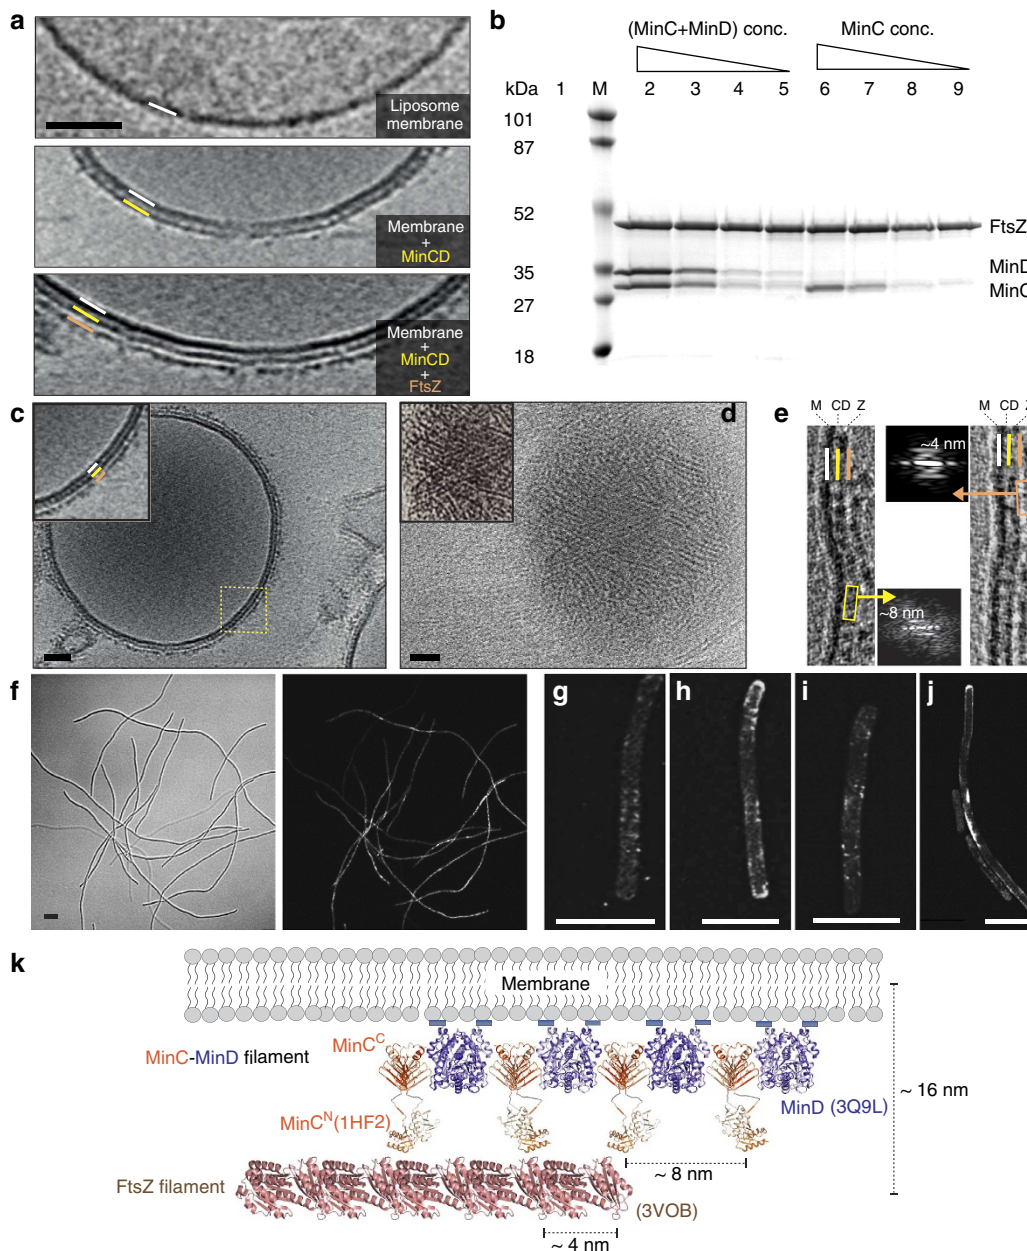 a
Liposome
membrane
Membrane
+
MinCD
Membrane
+
MinCD
+
FtsZ
b
(MinC+MinD) conc.
MinC conc.
kDa
1
M
2
3
4
5
6
7
8
9
101
87
52
35
27
18
FtsZ
MinD
MinC
c
d
e
M
CD
Z
~4 nm
~8 nm
M
CD
f
g
h
i
j
k
Membrane
MinC-MinD filament
MinC^C
MinC^N(1HF2)
MinD (3Q9L)
~ 16 nm
~ 8 nm
FtsZ filament
(3VOB)
~ 4 nm